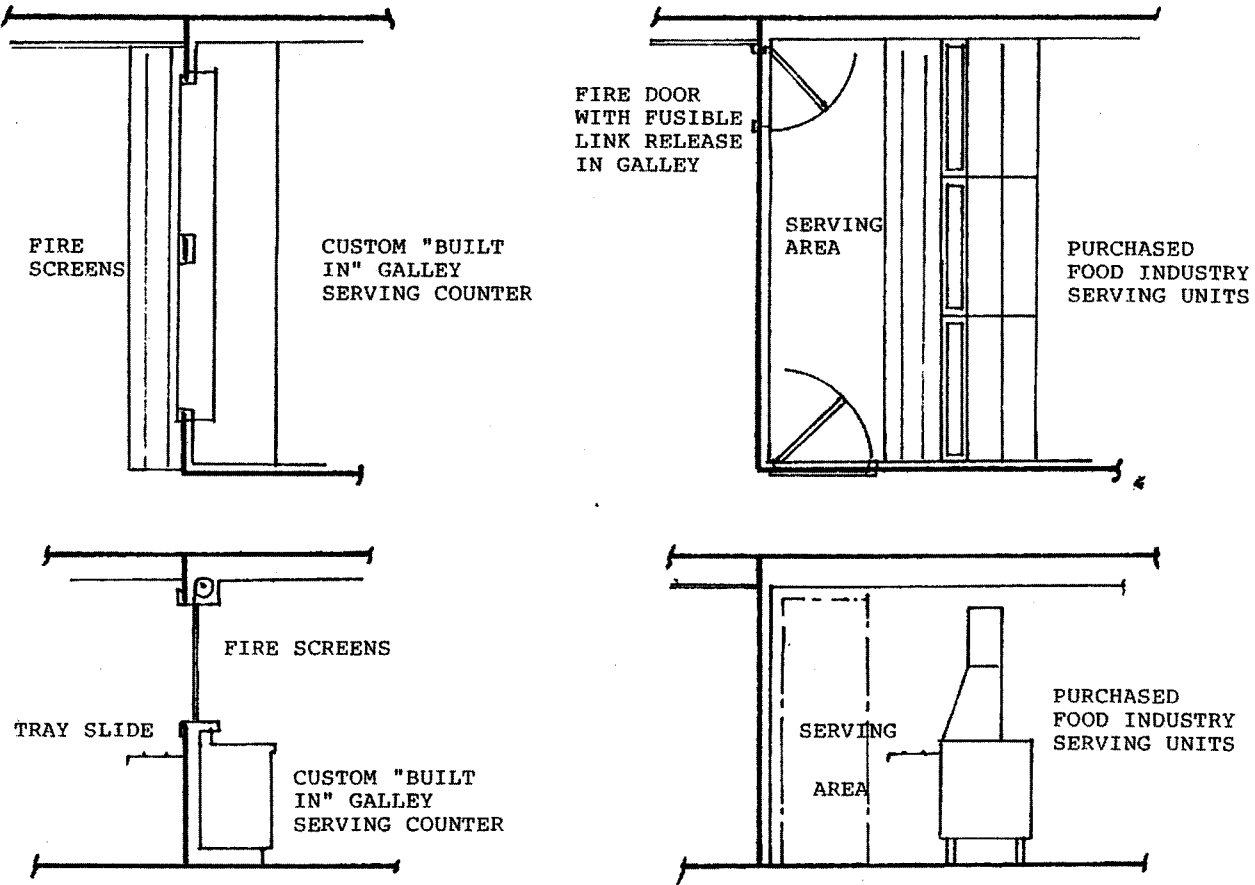 FIRE
SCREENS
CUSTOM "BUILT
IN" GALLEY
SERVING COUNTER
FIRE DOOR
WITH FUSIBLE
LINK RELEASE
IN GALLEY
SERVING
AREA
PURCHASED
FOOD INDUSTRY
SERVING UNITS
FIRE SCREENS
TRAY SLIDE
CUSTOM "BUILT
IN" GALLEY
SERVING COUNTER
SERVING
AREA
PURCHASED
FOOD INDUSTRY
SERVING UNITS